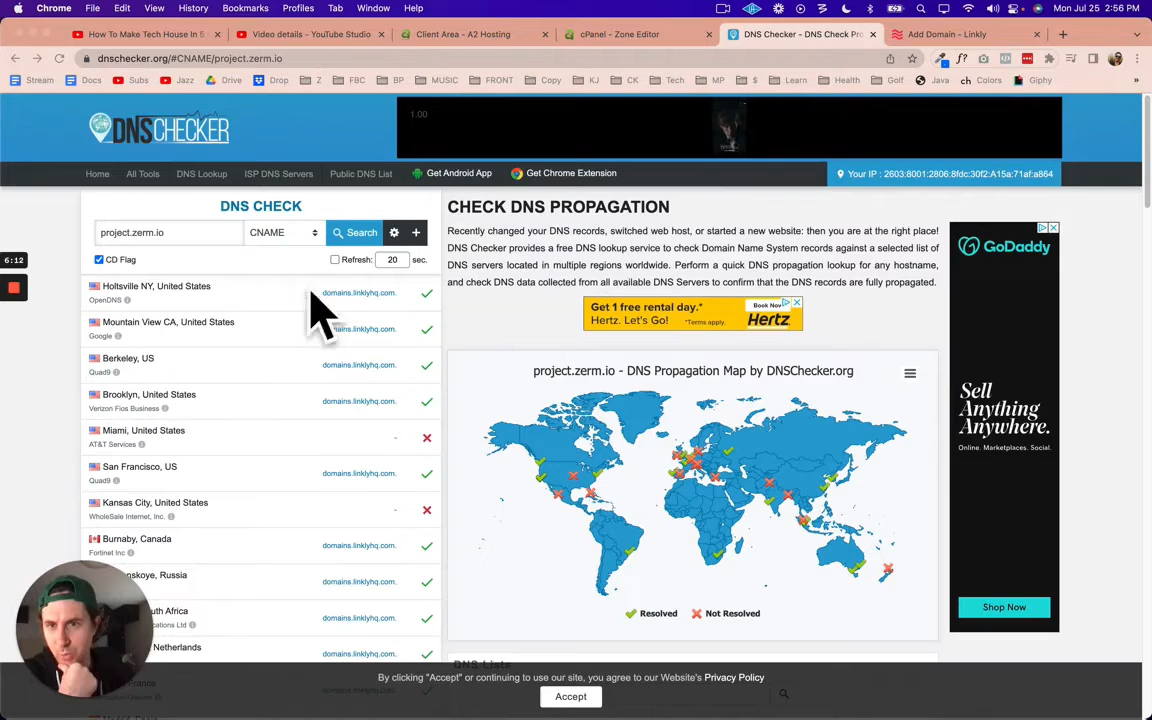 Chrome File Edit View History Bookmarks Profiles Tab Window Help Mon Jul 25 2:56 PM
How To Make Tech House In 5 Video details - YouTube Studio Client Area - A2 Hosting cPanel - Zone Editor DNS Checker - DNS Check Pro Add Domain - Linkly
dnschecker.org/#CNAME/project.zerm.io
Stream Docs Subs Jazz Drive Drop Z FBC BP MUSIC FRONT Copy KJ CK Tech MP $ Learn Health Golf Java ch Colors Giphy
DNSCHECKER
1.00
Home All Tools DNS Lookup ISP DNS Servers Public DNS List Get Android App Get Chrome Extension Your IP : 2603:8001:2806:8fdc:30f2:A15a:71af:a864
DNS CHECK
project.zerm.io CNAME Search
CD Flag Refresh: 20 sec.
6:12
Holtsville NY, United States
OpenDNS
domains.linklyhq.com.
Mountain View CA, United States
Google
ains.linklyhq.com.
Berkeley, US
Quad9
domains.linklyhq.com.
Brooklyn, United States
Verizon Fios Business
domains.linklyhq.com.
Miami, United States
AT&T Services
-
San Francisco, US
Quad9
domains.linklyhq.com.
Kansas City, United States
WholeSale Internet, Inc.
-
Burnaby, Canada
Fortinet Inc
domains.linklyhq.com.
nskoye, Russia
domains.linklyhq.com.
uth Africa
cations Ltd
domains.linklyhq.com.
Netherlands
domains.linklyhq.com.
France
CHECK DNS PROPAGATION
Recently changed your DNS records, switched web host, or started a new website: then you are at the right place!
DNS Checker provides a free DNS lookup service to check Domain Name System records against a selected list
of DNS servers located in multiple regions worldwide. Perform a quick DNS propagation lookup for any hostname,
and check DNS data collected from all available DNS Servers to confirm that the DNS records are fully propagated.
Get 1 free rental day.*
Hertz. Let's Go!
*Terms apply.
Book Now
Hertz
project.zerm.io - DNS Propagation Map by DNSChecker.org
Resolved Not Resolved
DNS Lists
GoDaddy
Sell
Anything
Anywhere.
Online. Marketplaces. Social.
Shop Now
By clicking "Accept" or continuing to use our site, you agree to our Website's Privacy Policy
Accept